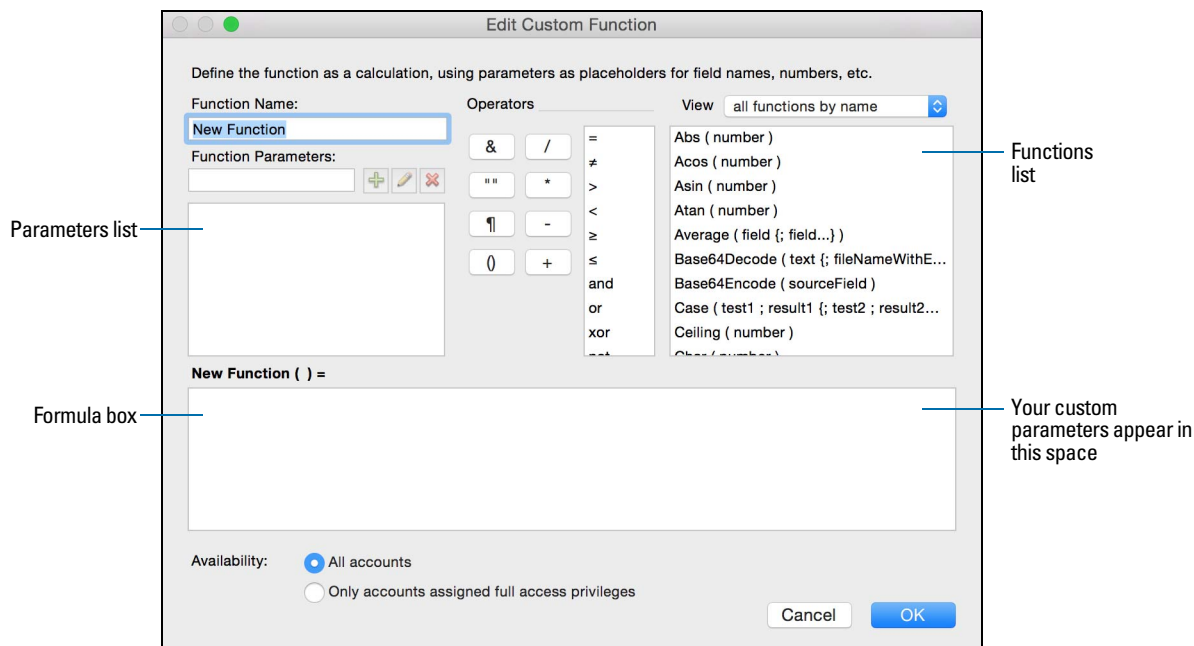 Edit Custom Function
Define the function as a calculation, using parameters as placeholders for field names, numbers, etc.
Function Name:
New Function
Function Parameters:
Operators
& /
"" *
¶ -
() +
=
≠
>
<
≥
≤
and
or
xor
not
View all functions by name
Abs ( number )
Acos ( number )
Asin ( number )
Atan ( number )
Average ( field {; field...} )
Base64Decode ( text {; fileNameWithE...
Base64Encode ( sourceField )
Case ( test1 ; result1 {; test2 ; result2...
Ceiling ( number )
Char ( number )
Functions
list
Parameters list
New Function ( ) =
Formula box
Your custom
parameters appear in
this space
Availability:
All accounts
Only accounts assigned full access privileges
Cancel
OK